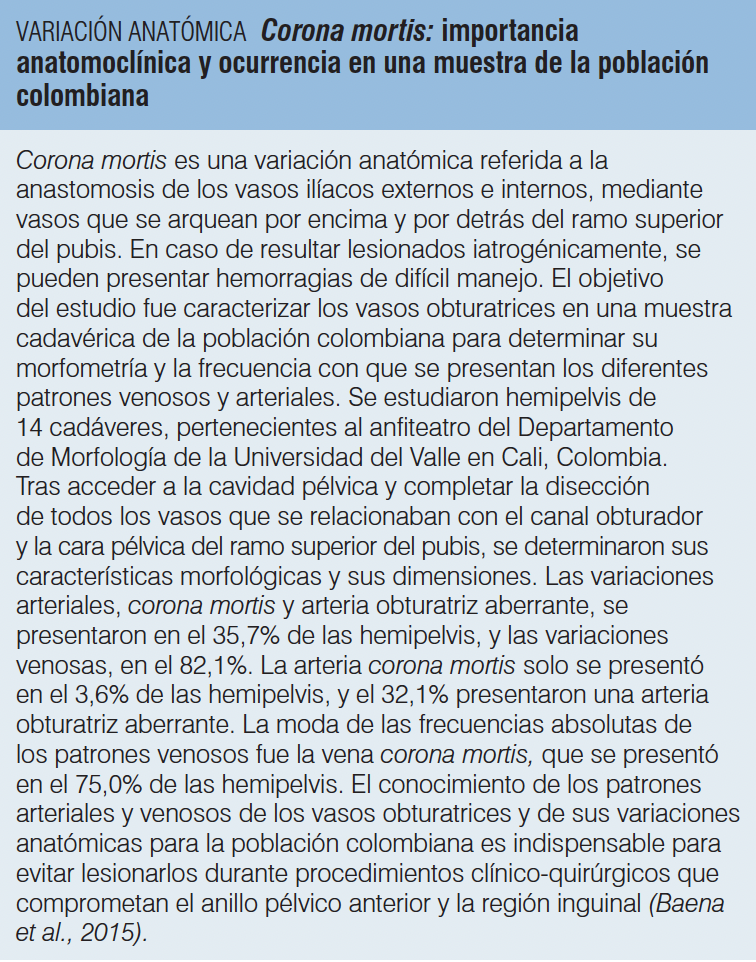 VARIACIÓN ANATÓMICA Corona mortis: importancia
anatomoclínica y ocurrencia en una muestra de la población
colombiana
Corona mortis es una variación anatómica referida a la
anastomosis de los vasos ilíacos externos e internos, mediante
vasos que se arquean por encima y por detrás del ramo superior
del pubis. En caso de resultar lesionados iatrogénicamente, se
pueden presentar hemorragias de difícil manejo. El objetivo
del estudio fue caracterizar los vasos obturatrices en una muestra
cadavérica de la población colombiana para determinar su
morfometría y la frecuencia con que se presentan los diferentes
patrones venosos y arteriales. Se estudiaron hemipelvis de
14 cadáveres, pertenecientes al anfiteatro del Departamento
de Morfología de la Universidad del Valle en Cali, Colombia.
Tras acceder a la cavidad pélvica y completar la disección
de todos los vasos que se relacionaban con el canal obturador
y la cara pélvica del ramo superior del pubis, se determinaron sus
características morfológicas y sus dimensiones. Las variaciones
arteriales, corona mortis y arteria obturatriz aberrante, se
presentaron en el 35,7% de las hemipelvis, y las variaciones
venosas, en el 82,1%. La arteria corona mortis solo se presentó
en el 3,6% de las hemipelvis, y el 32,1% presentaron una arteria
obturatriz aberrante. La moda de las frecuencias absolutas de
los patrones venosos fue la vena corona mortis, que se presentó
en el 75,0% de las hemipelvis. El conocimiento de los patrones
arteriales y venosos de los vasos obturatrices y de sus variaciones
anatómicas para la población colombiana es indispensable para
evitar lesionarlos durante procedimientos clínico-quirúrgicos que
comprometan el anillo pélvico anterior y la región inguinal (Baena
et al., 2015).